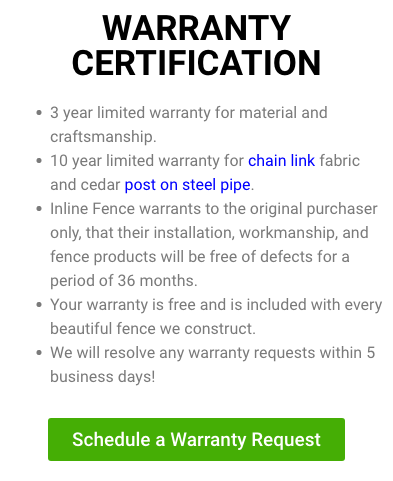 WARRANTY
CERTIFICATION
• 3 year limited warranty for material and
craftsmanship.
• 10 year limited warranty for chain link fabric
and cedar post on steel pipe.
• Inline Fence warrants to the original purchaser
only, that their installation, workmanship, and
fence products will be free of defects for a
period of 36 months.
• Your warranty is free and is included with every
beautiful fence we construct.
• We will resolve any warranty requests within 5
business days!
Schedule a Warranty Request